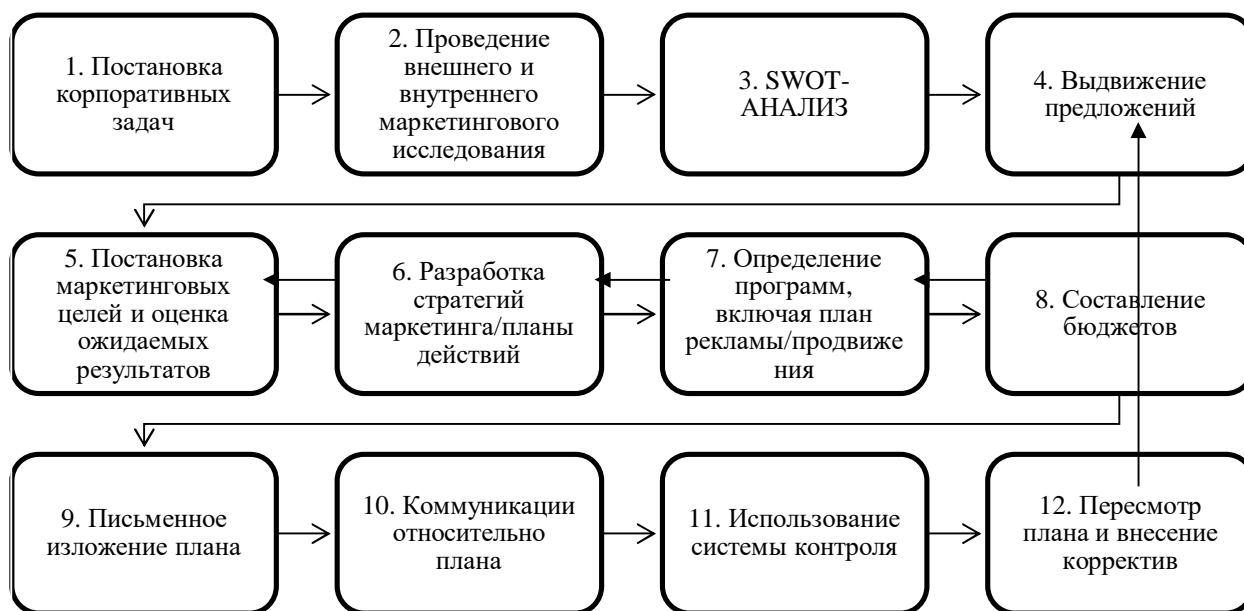 1. Постановка
корпоративных
задач
2. Проведение
внешнего и
внутреннего
маркетингового
исследования
3. SWOT-
АНАЛИЗ
4. Выдвижение
предложений
5. Постановка
маркетинговых
целей и оценка
ожидаемых
результатов
6. Разработка
стратегий
маркетинга/планы
действий
7. Определение
программ,
включая план
рекламы/продвиже
ния
8. Составление
бюджетов
9. Письменное
изложение плана
10. Коммуникации
относительно
плана
11. Использование
системы контроля
12. Пересмотр
плана и внесение
корректив